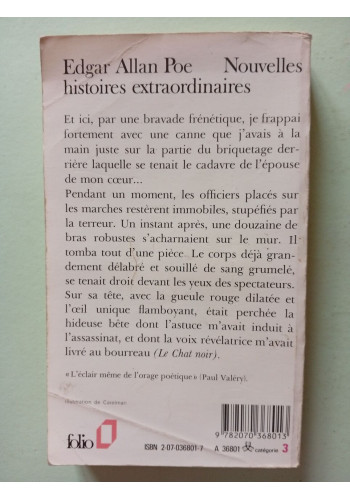 Edgar Allan Poe Nouvelles
histoires extraordinaires
Et ici, par une bravade frénétique, je frappai
fortement avec une canne que j'avais à la
main juste sur la partie du briquetage der-
rière laquelle se tenait le cadavre de l'épouse
de mon cœur...
Pendant un moment, les officiers placés sur
les marches restèrent immobiles, stupéfiés par
la terreur. Un instant après, une douzaine de
bras robustes s'acharnaient sur le mur. Il
tomba tout d'une pièce. Le corps déjà gran-
dement délabré et souillé de sang grumelé,
se tenait droit devant les yeux des spectateurs.
Sur sa tête, avec la gueule rouge dilatée et
l'œil unique flamboyant, était perchée la
hideuse bête dont l'astuce m'avait induit à
l'assassinat, et dont la voix révélatrice m'avait
livré au bourreau (Le Chat noir).
« L'éclair même de l'orage poétique » (Paul Valéry).
Illustration de
9 782070 368013
folio
ISBN 2-07-036801-7 A 36801 catégorie 3